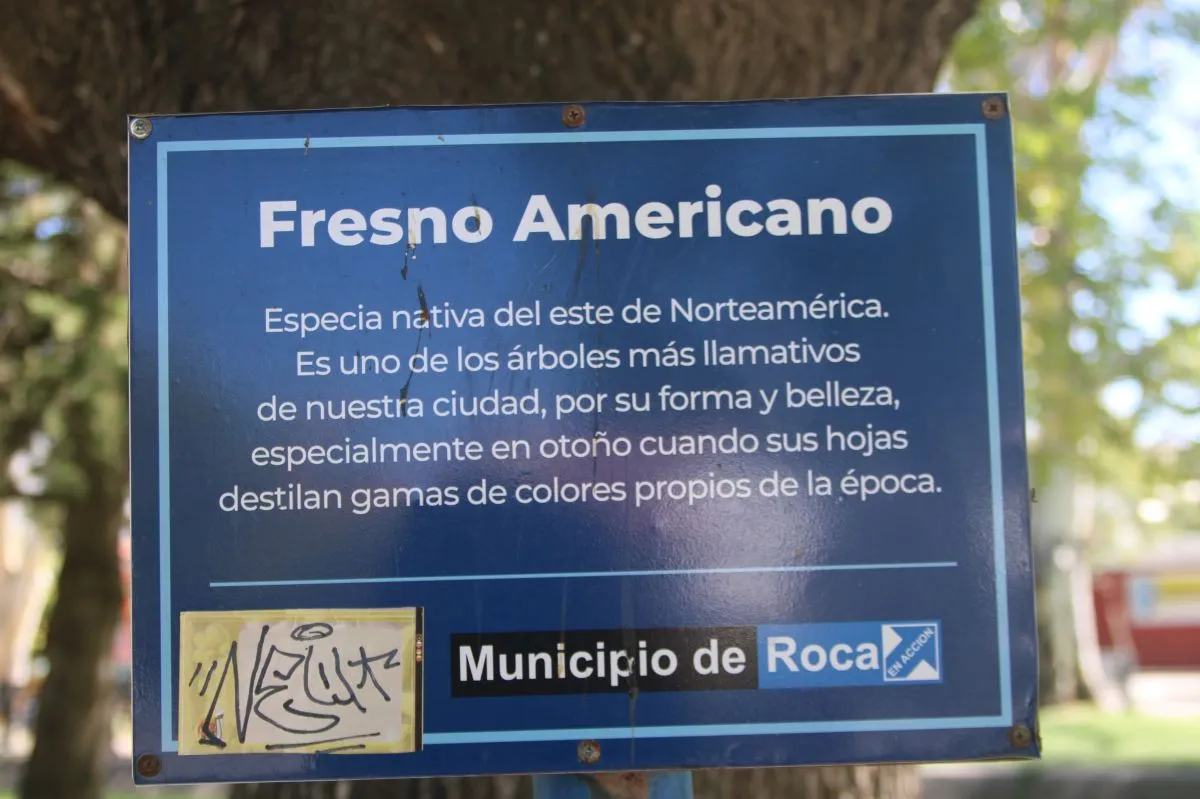 Fresno Americano
Especia nativa del este de Norteamérica.
Es uno de los árboles más llamativos
de nuestra ciudad, por su forma y belleza,
especialmente en otoño cuando sus hojas
destilan gamas de colores propios de la época.
Municipio de Roca
EN ACCION